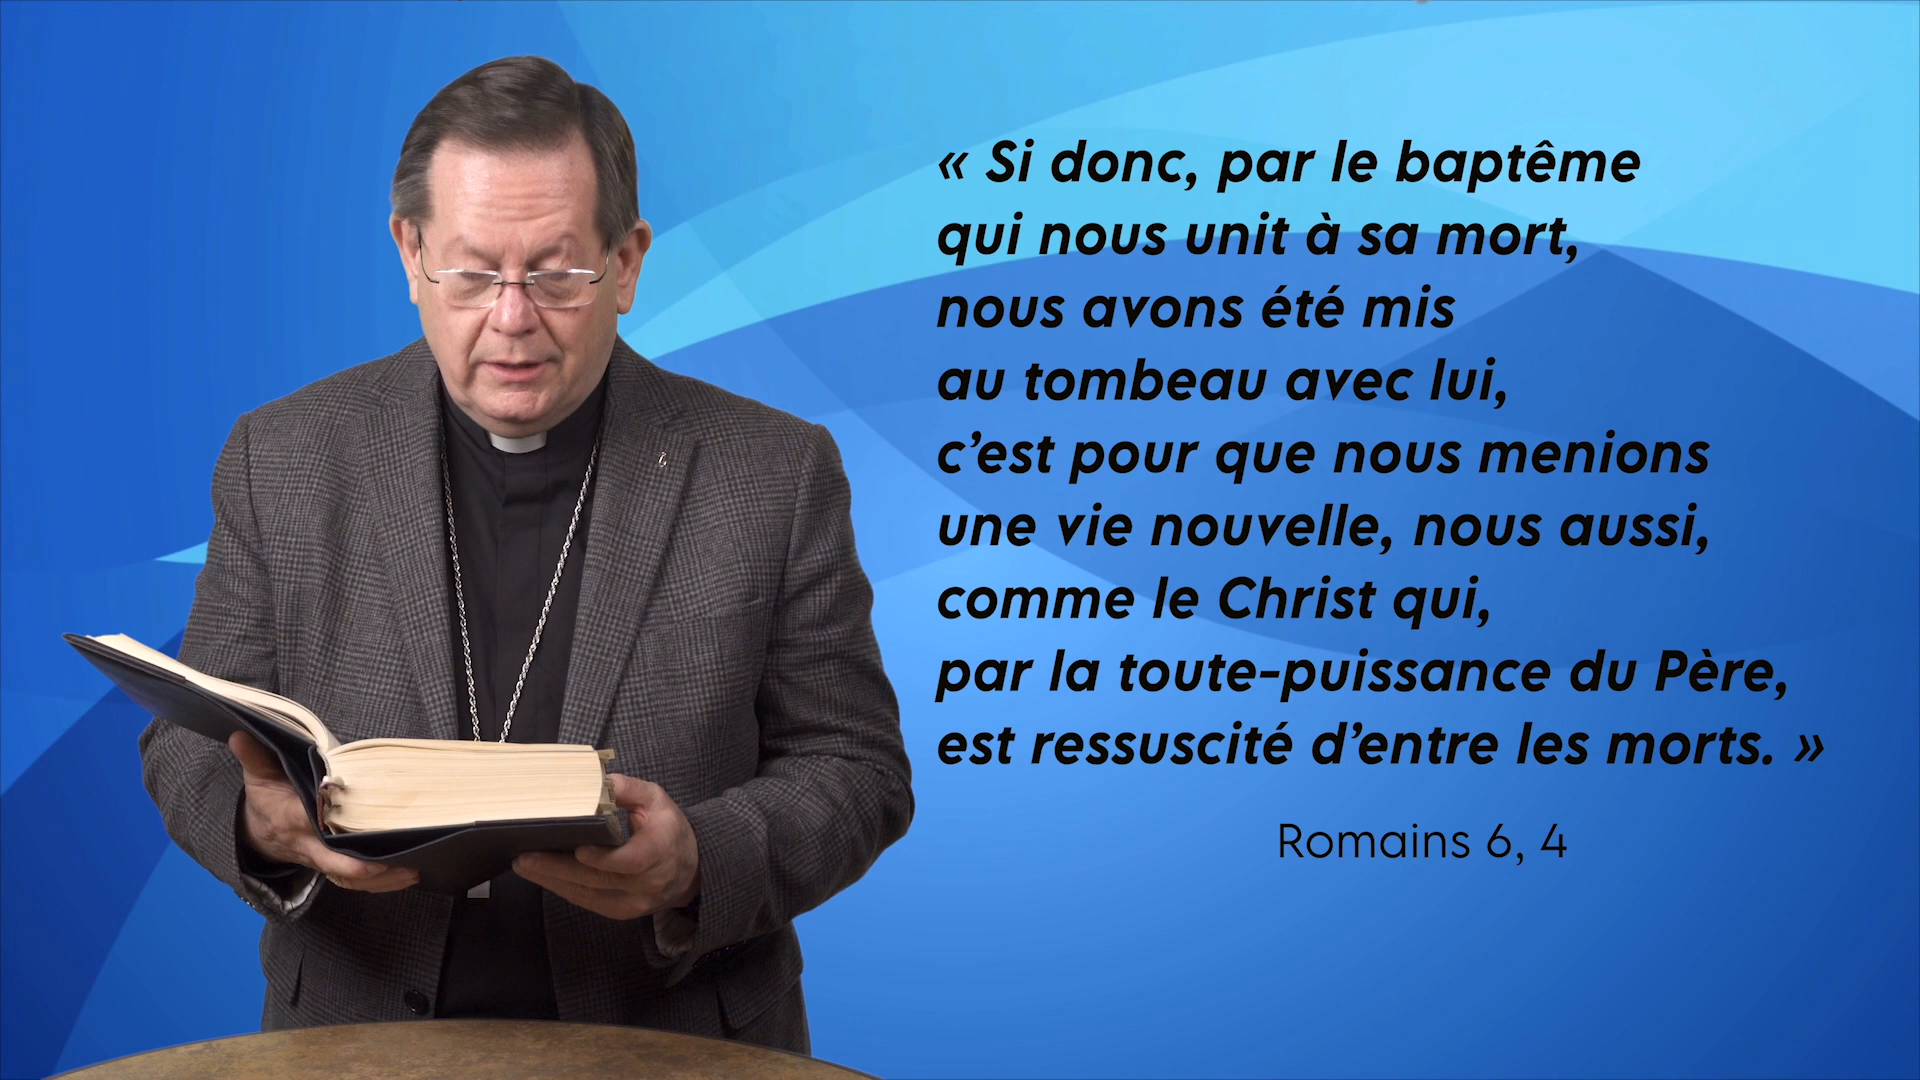 « Si donc, par le baptême
qui nous unit à sa mort,
nous avons été mis
au tombeau avec lui,
c’est pour que nous menions
une vie nouvelle, nous aussi,
comme le Christ qui,
par la toute-puissance du Père,
est ressuscité d’entre les morts. »
Romains 6, 4